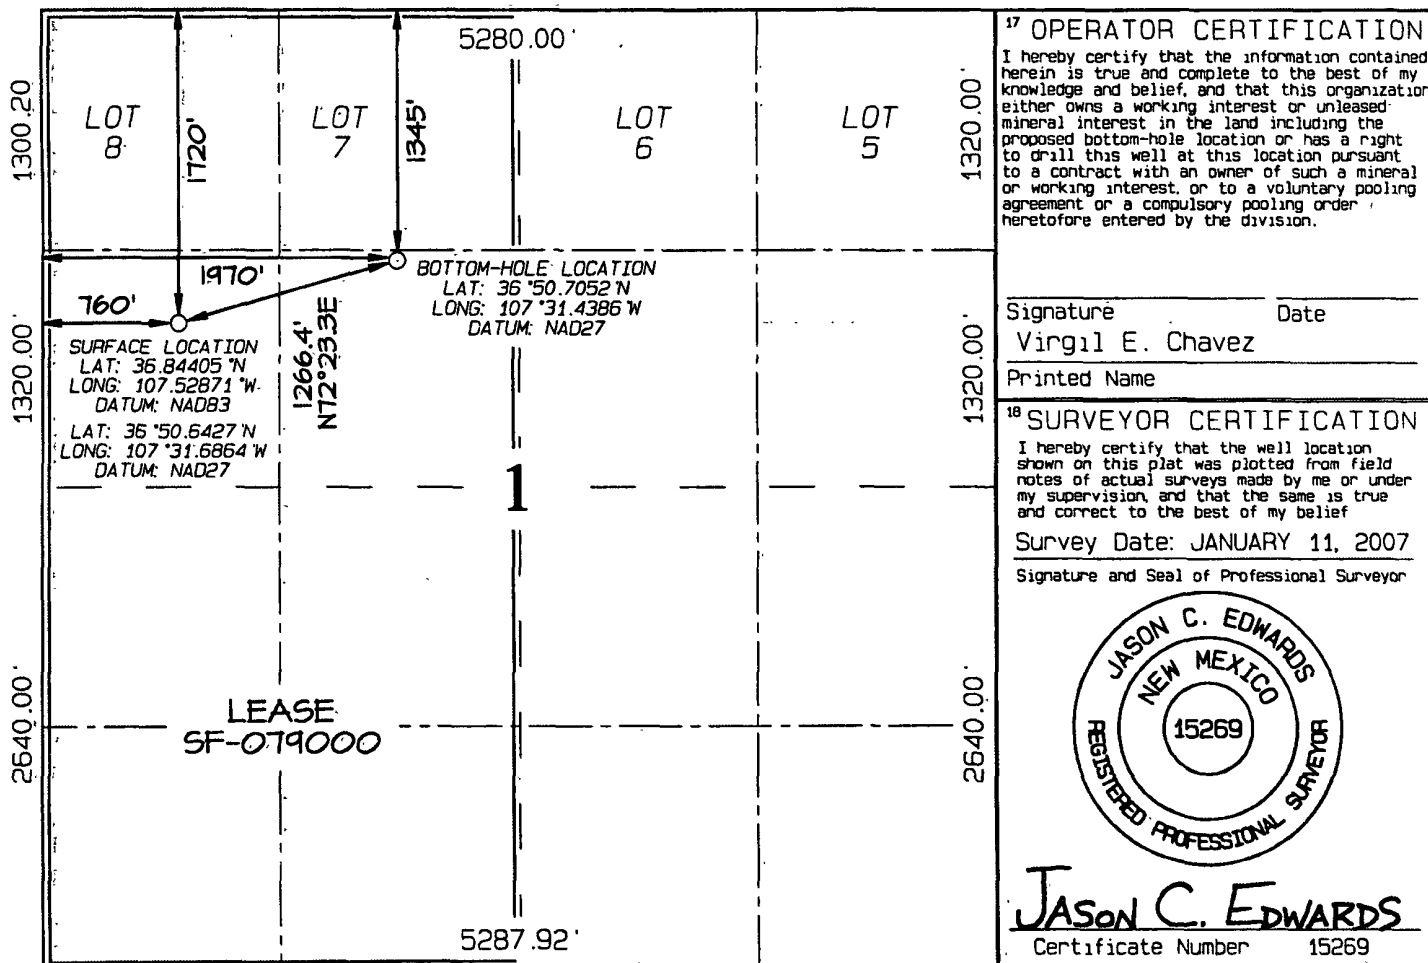 5280.00'
1300.20
LOT
8
1720'
LOT
7
1345'
LOT
6
LOT
5
1320.00'
1970'
760'
BOTTOM-HOLE LOCATION
LAT: 36°50.7052'N
LONG: 107°31.4386'W
DATUM: NAD27
SURFACE LOCATION
LAT: 36.84405°N
LONG: 107.52871°W
DATUM: NAD83
LAT: 36°50.6427'N
LONG: 107°31.6864'W
DATUM: NAD27
1266.4'
N72°23.3E
1320.00'
1320.00'
1
LEASE
SF-079000
2640.00'
2640.00'
5287.92'
17 OPERATOR CERTIFICATION
I hereby certify that the information contained
herein is true and complete to the best of my
knowledge and belief, and that this organization
either owns a working interest or unleased
mineral interest in the land including the
proposed bottom-hole location or has a right
to drill this well at this location pursuant
to a contract with an owner of such a mineral
or working interest, or to a voluntary pooling
agreement or a compulsory pooling order
heretofore entered by the division.
Signature Date
Virgil E. Chavez
Printed Name
18 SURVEYOR CERTIFICATION
I hereby certify that the well location
shown on this plat was plotted from field
notes of actual surveys made by me or under
my supervision, and that the same is true
and correct to the best of my belief
Survey Date: JANUARY 11, 2007
Signature and Seal of Professional Surveyor
JASON C. EDWARDS
NEW MEXICO
15269
REGISTERED PROFESSIONAL SURVEYOR
JASON C. EDWARDS
Certificate Number 15269